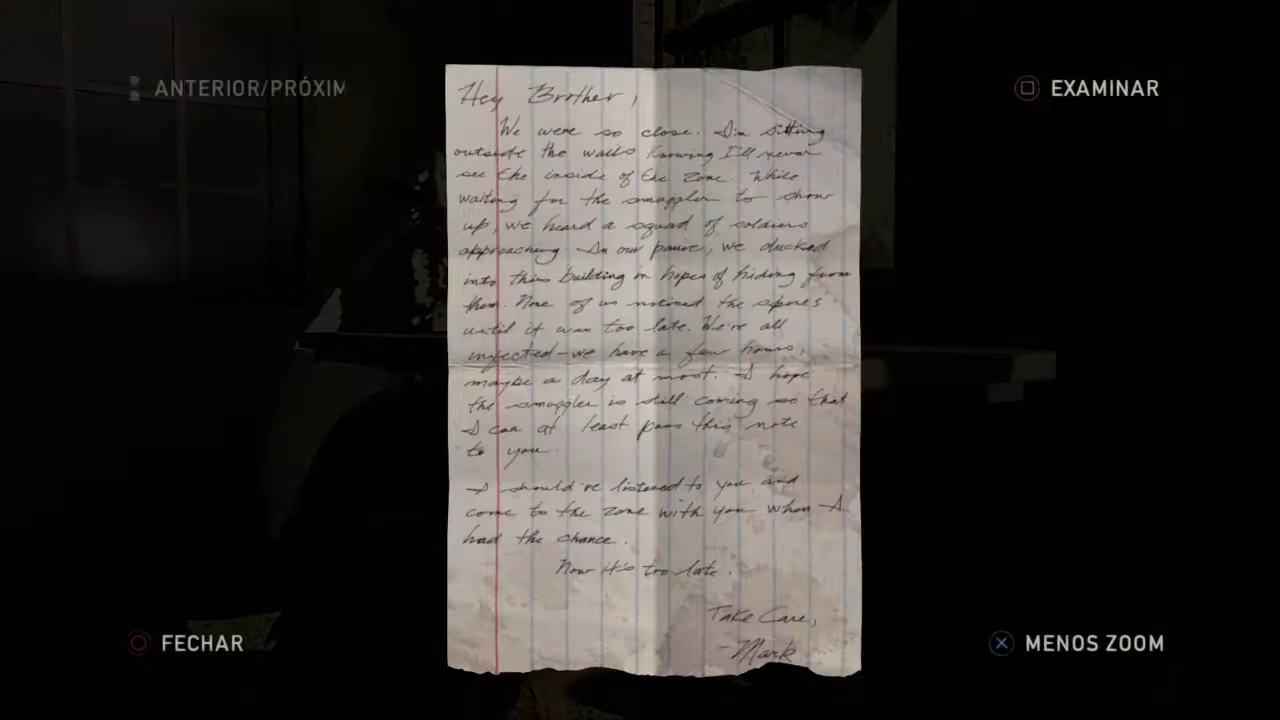 ANTERIOR/PRÓXIM
EXAMINAR
Hey Brother,
We were so close. I'm sitting
outside the walls knowing I'll never
see the inside of the zone. While
waiting for the smuggler to show
up, we heard a squad of soldiers
approaching. In our panic, we ducked
into this building in hopes of hiding from
them. None of us noticed the spores
until it was too late. We're all
infected-we have a few hours,
maybe a day at most. I hope
the smuggler is still coming so that
I can at least pass this note
to you.
I should've listened to you and
come to the zone with you when I
had the chance.
Now it's too late.
Take Care,
-Mark
FECHAR
MENOS ZOOM